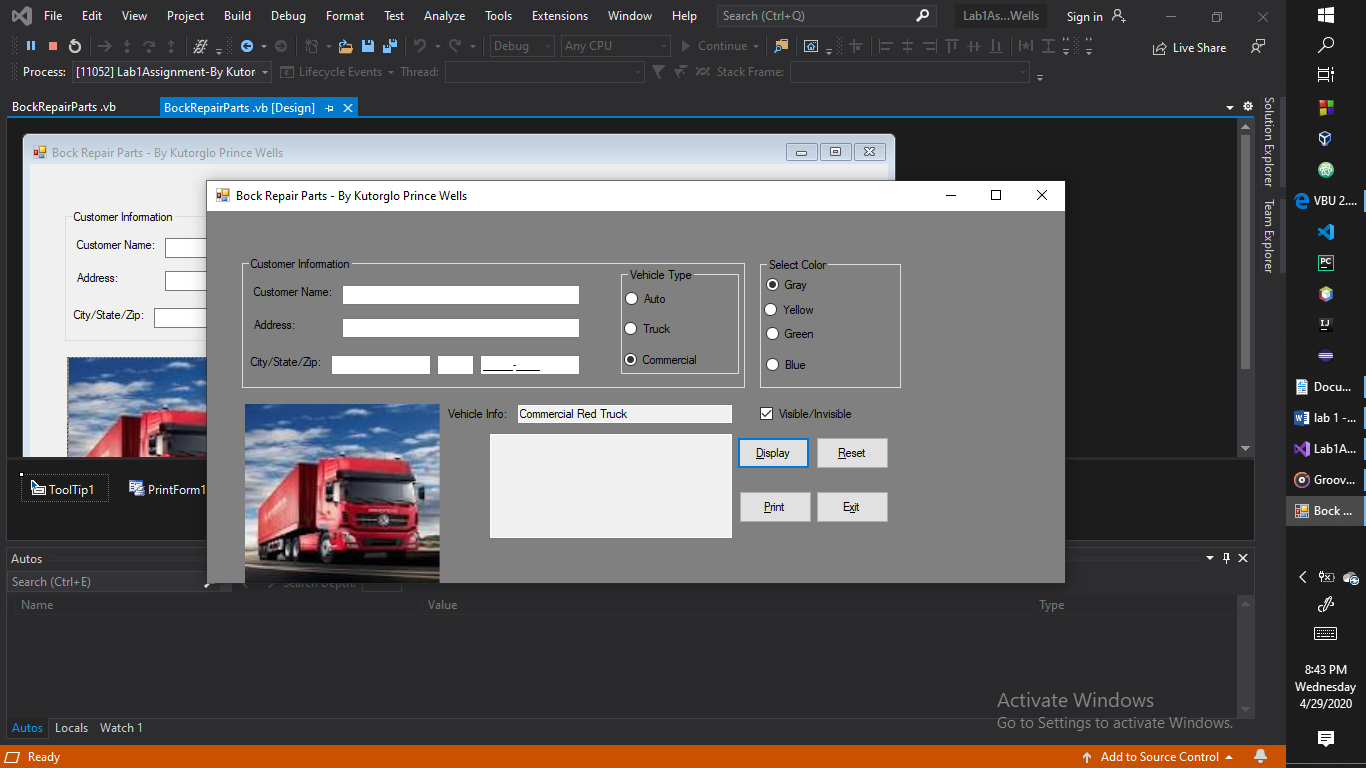 File Edit View Project Build Debug Format Test Analyze Tools Extensions Window Help Search (Ctrl+Q) Lab1As...Wells Sign in
Debug Any CPU Continue Live Share
Process: [11052] Lab1Assignment-By Kutor Lifecycle Events Thread: Stack Frame:
BockRepairParts .vb BockRepairParts .vb [Design]
Solution Explorer
Team Explorer
Bock Repair Parts - By Kutorglo Prince Wells
Customer Information
Customer Name:
Address:
City/State/Zip:
Bock Repair Parts - By Kutorglo Prince Wells
Customer Information
Customer Name:
Address:
City/State/Zip:
_____-____
Vehicle Type
Auto
Truck
Commercial
Select Color
Gray
Yellow
Green
Blue
Vehicle Info: Commercial Red Truck
Visible/Invisible
Display Reset
Print Exit
ToolTip1 PrintForm1
Autos
Search (Ctrl+E) Search Depth:
Name Value Type
Autos Locals Watch 1
Activate Windows
Go to Settings to activate Windows.
Ready Add to Source Control
VBU 2....
Docu...
lab 1 -...
Lab1A...
Groov...
Bock ...
8:43 PM
Wednesday
4/29/2020